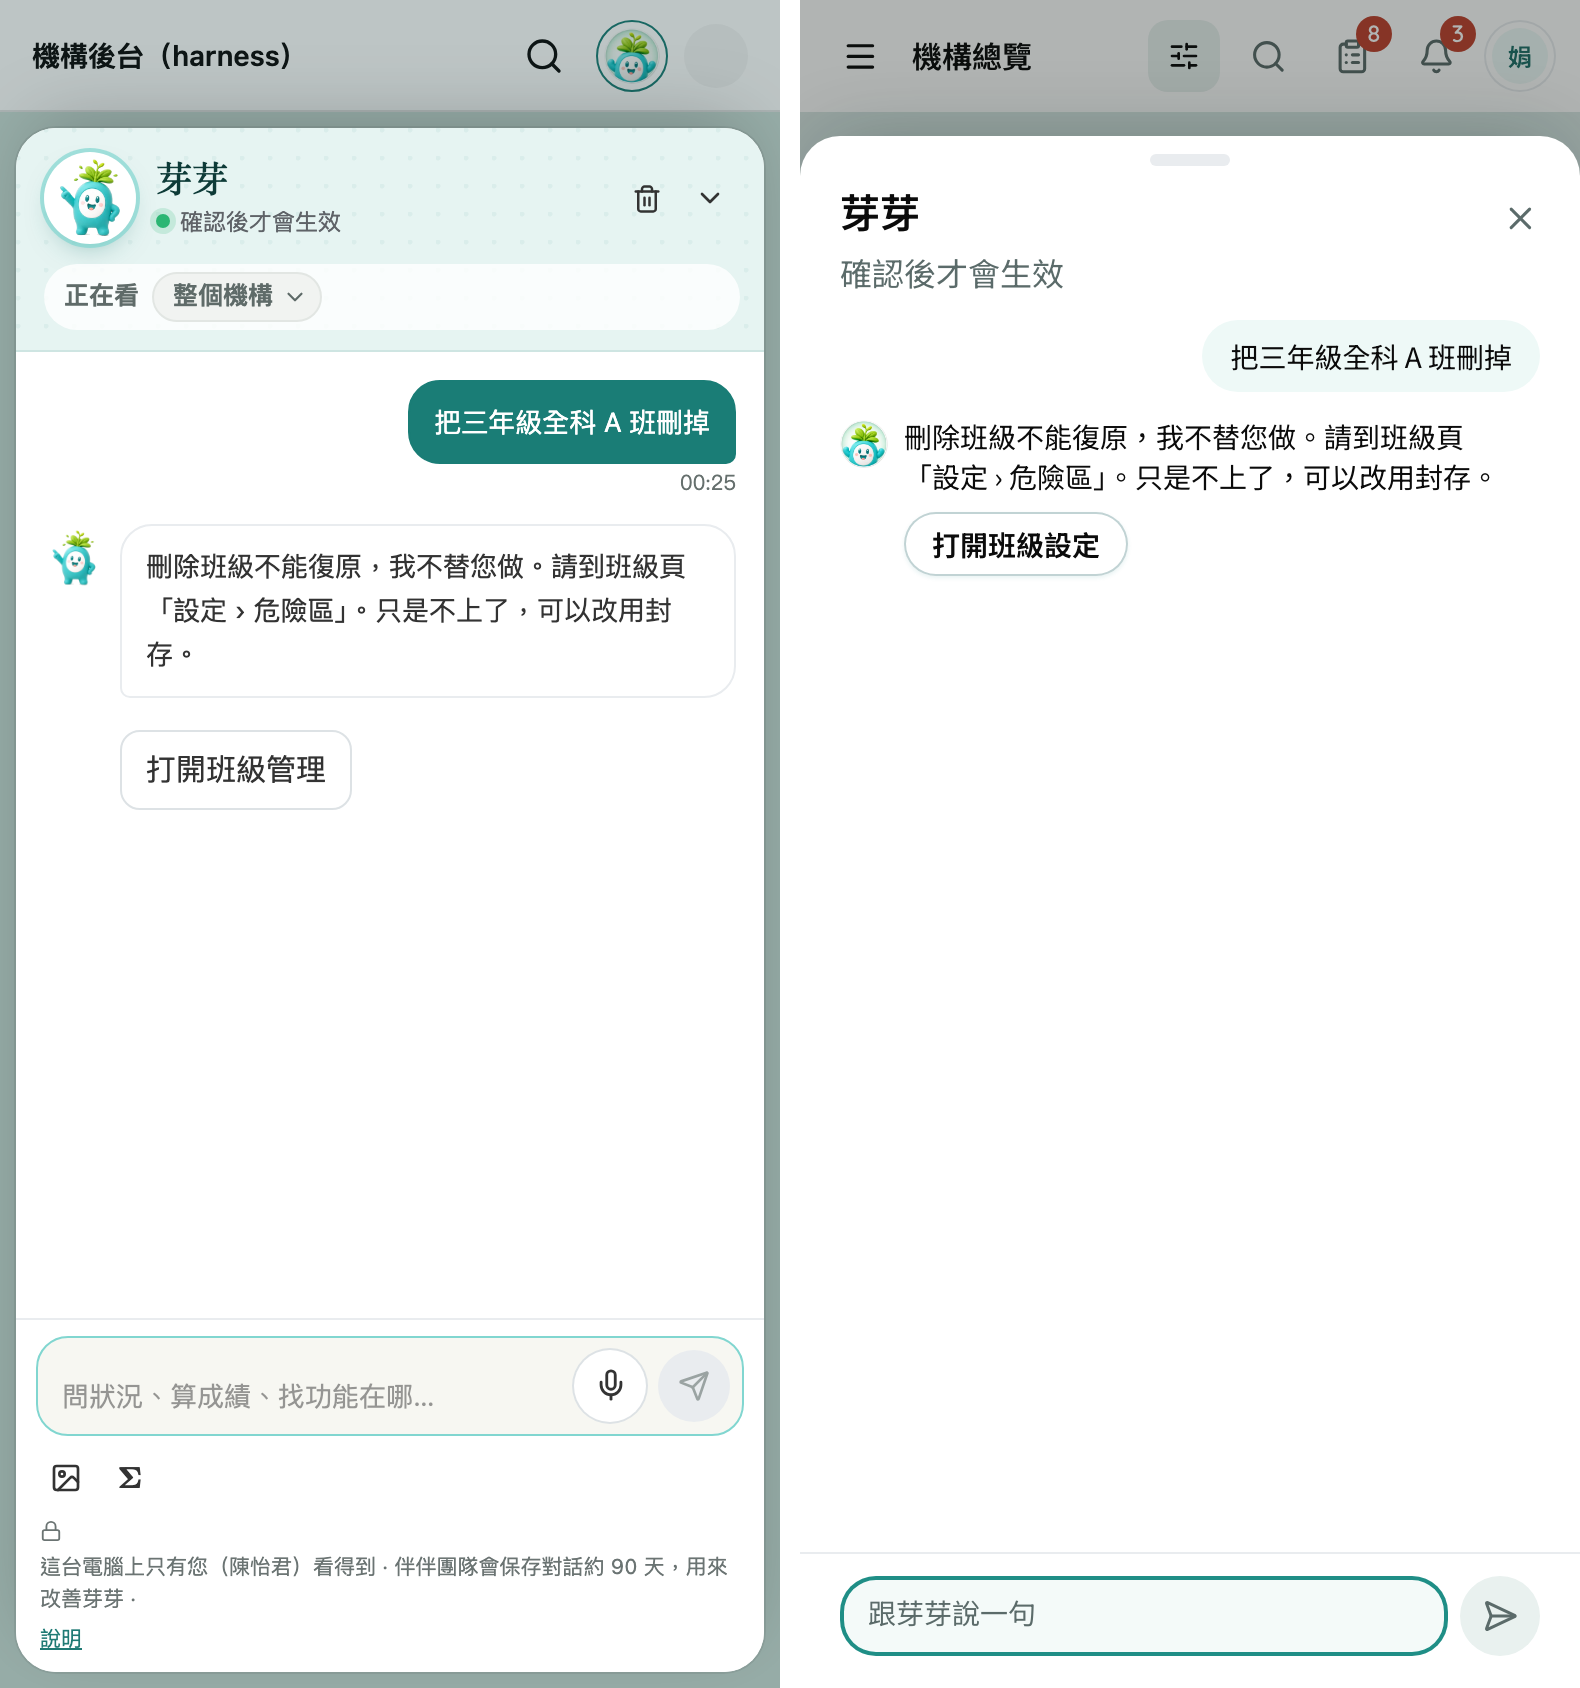 機構後台（harness）
芽芽
確認後才會生效
正在看
整個機構
把三年級全科 A 班刪掉
00:25
刪除班級不能復原，我不替您做。請到班級頁
「設定 › 危險區」。只是不上了，可以改用封
存。
打開班級管理
問狀況、算成績、找功能在哪...
這台電腦上只有您（陳怡君）看得到 · 伴伴團隊會保存對話約 90 天，用來
改善芽芽 ·
說明
機構總覽
8
3
娟
芽芽
確認後才會生效
把三年級全科 A 班刪掉
刪除班級不能復原，我不替您做。請到班級頁
「設定 › 危險區」。只是不上了，可以改用封存。
打開班級設定
跟芽芽說一句